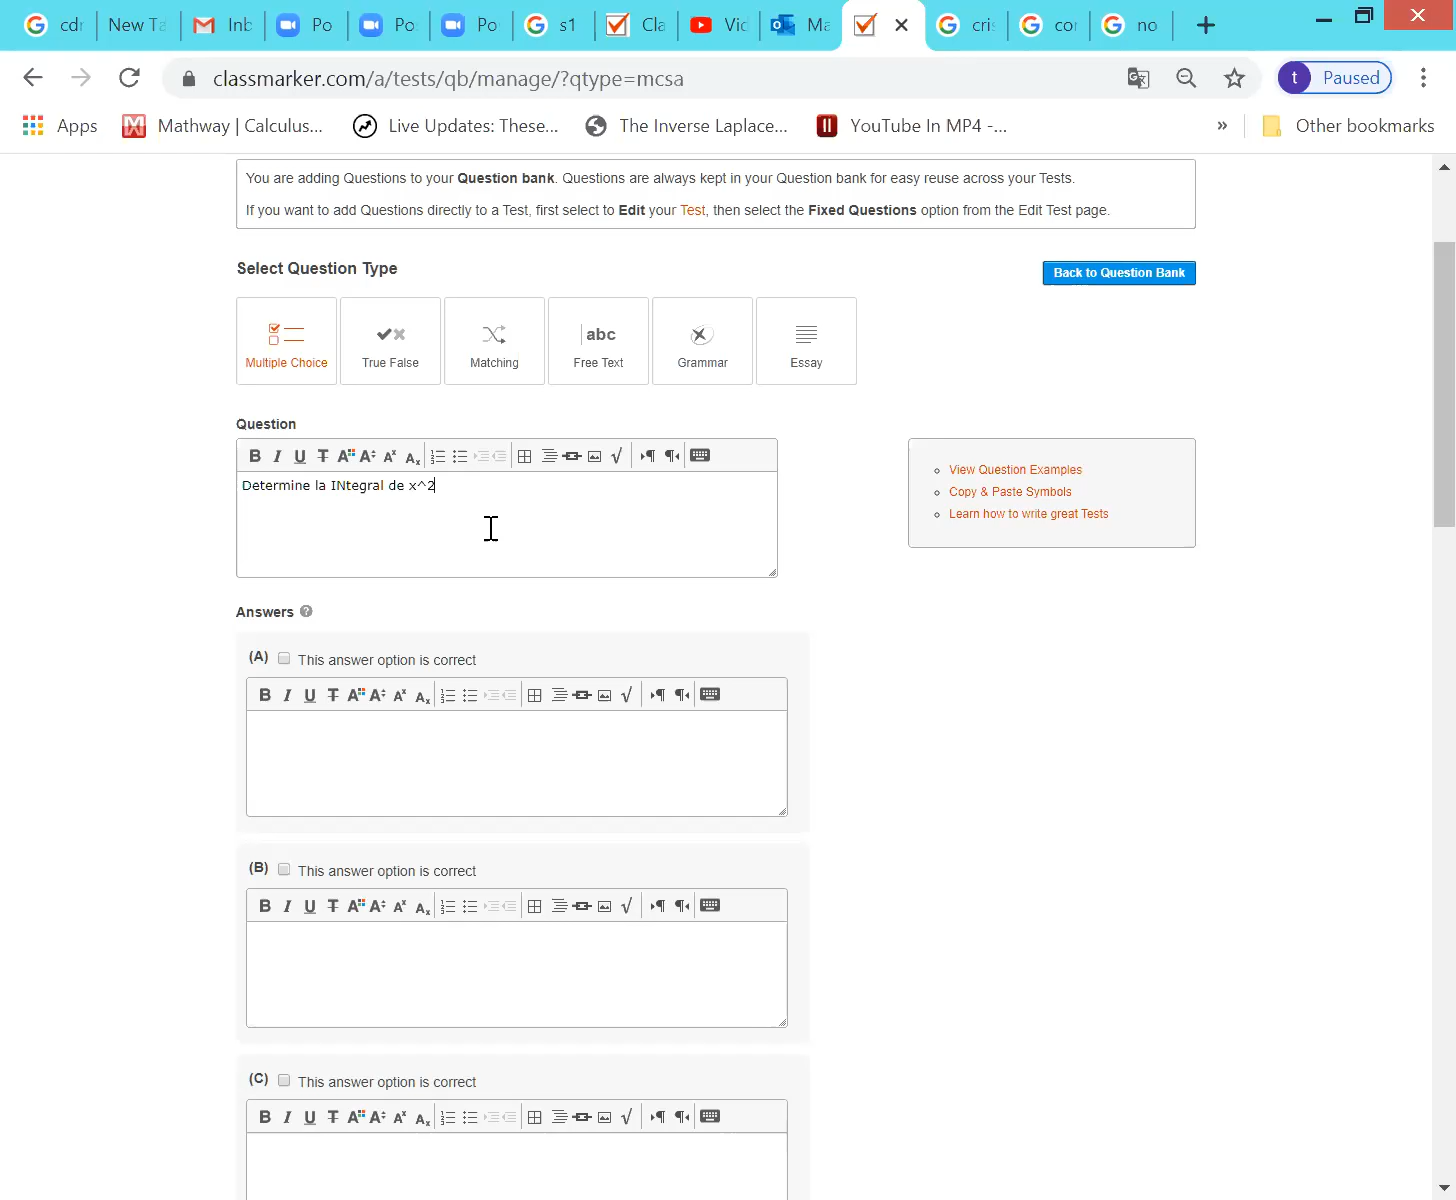 cdr New Ta Inb Po Po Po s1 Cla Vid Ma cris cor no
classmarker.com/a/tests/qb/manage/?qtype=mcsa t Paused
Apps Mathway | Calculus... Live Updates: These... The Inverse Laplace... YouTube In MP4 -... » Other bookmarks
You are adding Questions to your Question bank. Questions are always kept in your Question bank for easy reuse across your Tests.
If you want to add Questions directly to a Test, first select to Edit your Test, then select the Fixed Questions option from the Edit Test page.
Select Question Type
Back to Question Bank
abc
Multiple Choice True False Matching Free Text Grammar Essay
Question
Determine la INtegral de x^2
View Question Examples
Copy & Paste Symbols
Learn how to write great Tests
Answers
(A) This answer option is correct
(B) This answer option is correct
(C) This answer option is correct